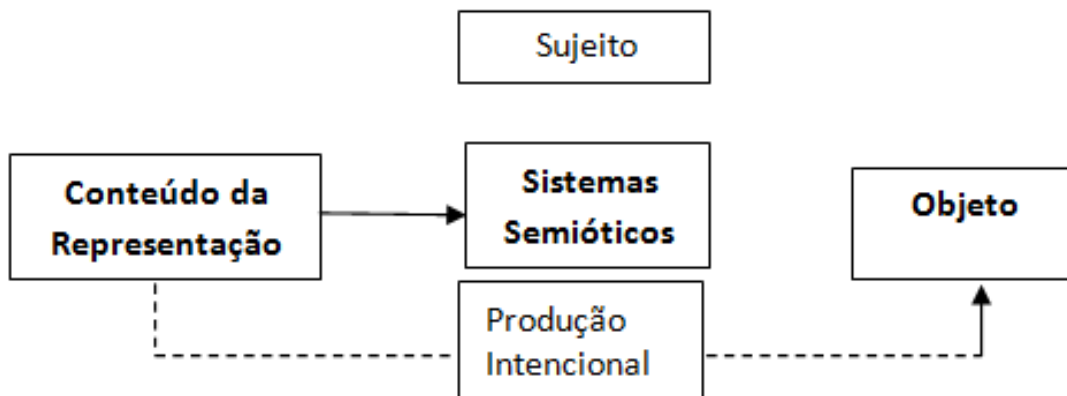 Sujeito
Conteúdo da
Representação
Sistemas
Semióticos
Objeto
Produção
Intencional